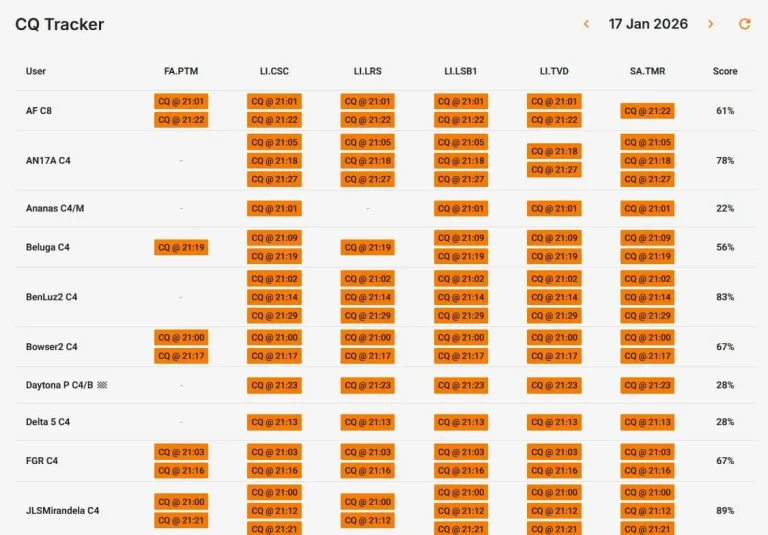 CQ Tracker
17 Jan 2026
User FA.PTM LI.CSC LI.LRS LI.LSB1 LI.TVD SA.TMR Score
AF C8 61%
CQ @ 21:01 CQ @ 21:01 CQ @ 21:01 CQ @ 21:01 CQ @ 21:01
CQ @ 21:22 CQ @ 21:22 CQ @ 21:22 CQ @ 21:22 CQ @ 21:22 CQ @ 21:22
AN17A C4 - 78%
CQ @ 21:05 CQ @ 21:05 CQ @ 21:05 CQ @ 21:05
CQ @ 21:18 CQ @ 21:18 CQ @ 21:18 CQ @ 21:18 CQ @ 21:18
CQ @ 21:27 CQ @ 21:27 CQ @ 21:27 CQ @ 21:27 CQ @ 21:27
Ananas C4/M - CQ @ 21:01 - CQ @ 21:01 CQ @ 21:01 CQ @ 21:01 22%
Beluga C4 56%
CQ @ 21:09 CQ @ 21:09 CQ @ 21:09 CQ @ 21:09
CQ @ 21:19 CQ @ 21:19 CQ @ 21:19 CQ @ 21:19 CQ @ 21:19 CQ @ 21:19
BenLuz2 C4 - 83%
CQ @ 21:02 CQ @ 21:02 CQ @ 21:02 CQ @ 21:02 CQ @ 21:02
CQ @ 21:14 CQ @ 21:14 CQ @ 21:14 CQ @ 21:14 CQ @ 21:14
CQ @ 21:29 CQ @ 21:29 CQ @ 21:29 CQ @ 21:29 CQ @ 21:29
Bowser2 C4 67%
CQ @ 21:00 CQ @ 21:00 CQ @ 21:00 CQ @ 21:00 CQ @ 21:00 CQ @ 21:00
CQ @ 21:17 CQ @ 21:17 CQ @ 21:17 CQ @ 21:17 CQ @ 21:17 CQ @ 21:17
Daytona P C4/B - CQ @ 21:23 CQ @ 21:23 CQ @ 21:23 CQ @ 21:23 CQ @ 21:23 28%
Delta 5 C4 - CQ @ 21:13 CQ @ 21:13 CQ @ 21:13 CQ @ 21:13 CQ @ 21:13 28%
FGR C4 67%
CQ @ 21:03 CQ @ 21:03 CQ @ 21:03 CQ @ 21:03 CQ @ 21:03 CQ @ 21:03
CQ @ 21:16 CQ @ 21:16 CQ @ 21:16 CQ @ 21:16 CQ @ 21:16 CQ @ 21:16
JLSMirandela C4 89%
CQ @ 21:00 CQ @ 21:00 CQ @ 21:00 CQ @ 21:00 CQ @ 21:00 CQ @ 21:00
CQ @ 21:21 CQ @ 21:12 CQ @ 21:12 CQ @ 21:12 CQ @ 21:12 CQ @ 21:12
CQ @ 21:21 CQ @ 21:21 CQ @ 21:21 CQ @ 21:21